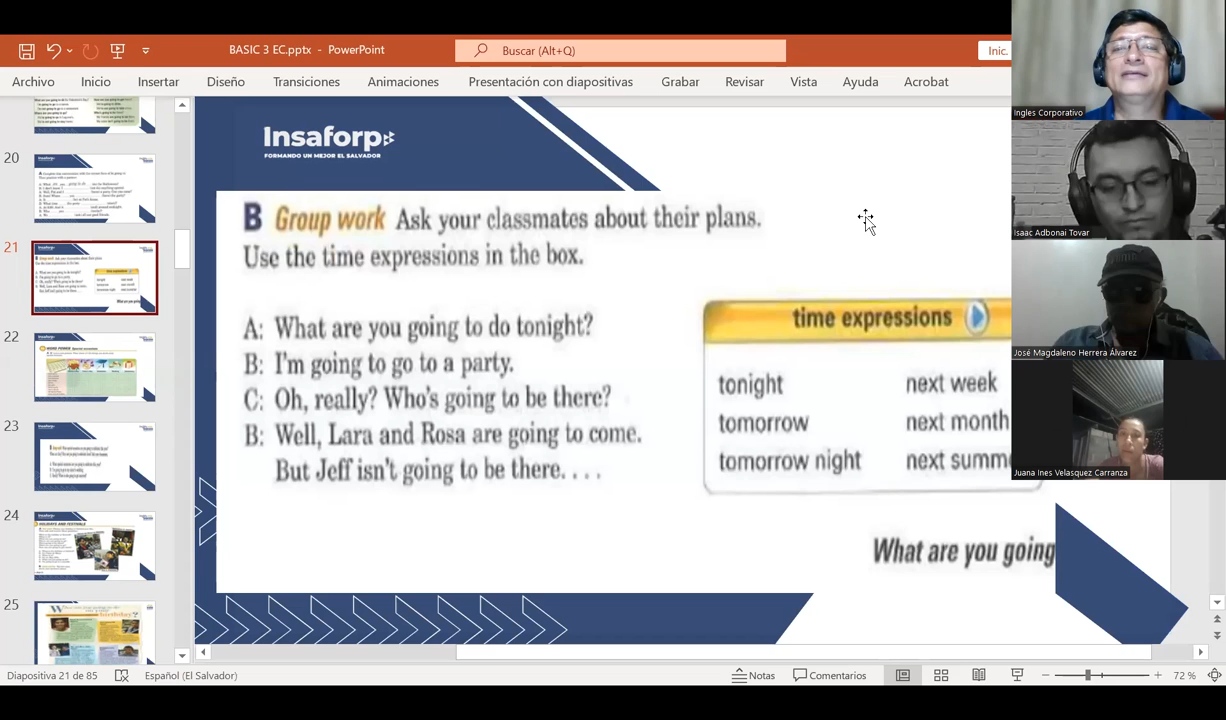 BASIC 3 EC.pptx - PowerPoint
Buscar (Alt+Q)
Inic.
Archivo Inicio Insertar Diseño Transiciones Animaciones Presentación con diapositivas Grabar Revisar Vista Ayuda Acrobat
20
21
22
23
24
25
Insaforp
FORMANDO UN MEJOR EL SALVADOR
B Group work Ask your classmates about their plans.
Use the time expressions in the box.
A: What are you going to do tonight?
B: I'm going to go to a party.
C: Oh, really? Who's going to be there?
B: Well, Lara and Rosa are going to come.
But Jeff isn't going to be there. . . .
time expressions
tonight next week
tomorrow next month
tomorrow night next summ
What are you going
Ingles Corporativo
Isaac Adbonai Tovar
José Magdaleno Herrera Álvarez
Juana Ines Velasquez Carranza
Diapositiva 21 de 85 Español (El Salvador) Notas Comentarios 72 %